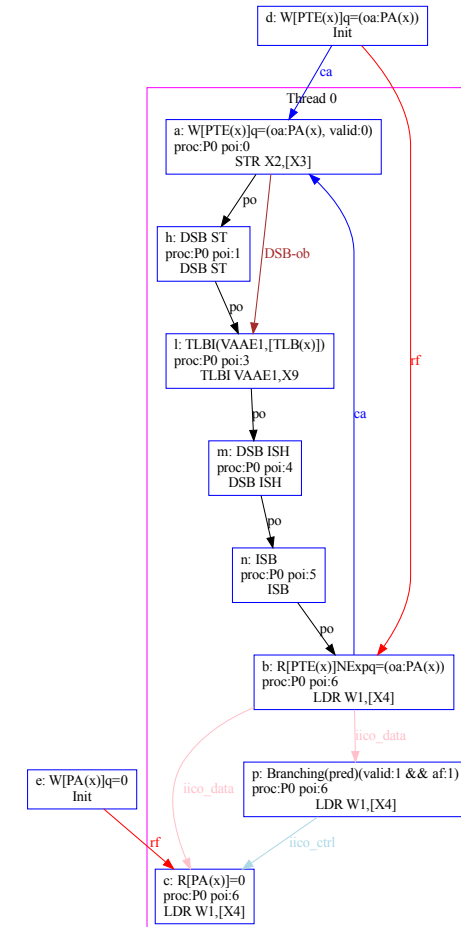 d: W[PTE(x)]q=(oa:PA(x))
Init
ca
Thread 0
a: W[PTE(x)]q=(oa:PA(x), valid:0)
proc:P0 poi:0
STR X2,[X3]
po
h: DSB ST
proc:P0 poi:1
DSB ST
DSB-ob
po
l: TLBI(VAAE1,[TLB(x)])
proc:P0 poi:3
TLBI VAAE1,X9
rf
po
ca
m: DSB ISH
proc:P0 poi:4
DSB ISH
po
n: ISB
proc:P0 poi:5
ISB
po
b: R[PTE(x)]NExpq=(oa:PA(x))
proc:P0 poi:6
LDR W1,[X4]
iico_data
iico_data
e: W[PA(x)]q=0
Init
p: Branching(pred)(valid:1 && af:1)
proc:P0 poi:6
LDR W1,[X4]
rf
iico_ctrl
c: R[PA(x)]=0
proc:P0 poi:6
LDR W1,[X4]